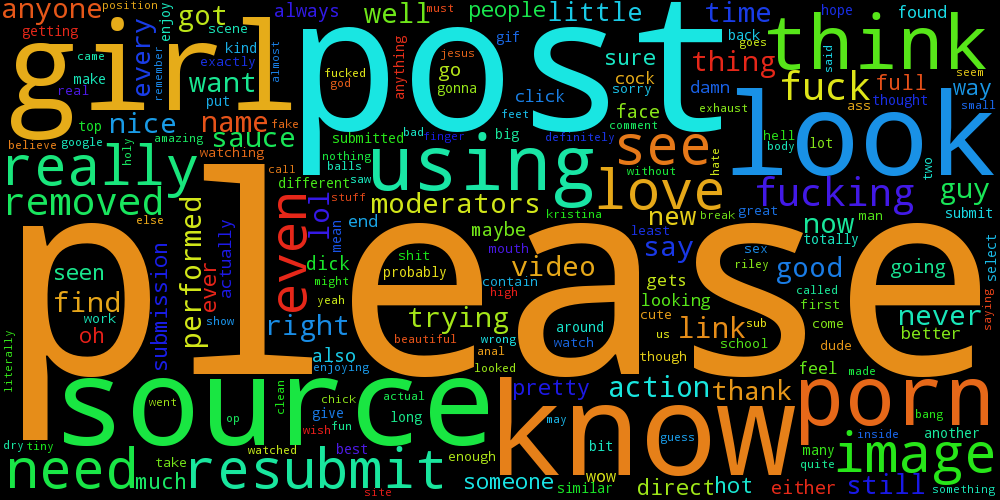 anyone
position
getting
girl
came
make
real
top
believe
google
every
remember
enjoy
got
scene
kind
exactly
want
put
almost
nice
amazing
holy
name
fake
sauce
watching
call
always
well
must
people
little
gif
time
post
fucked
god
jesus
go
gonna
anything
click
feet
sure
cock
sorry
face
comment
back
goes
thing
damn
exhaust
think
said
hope
found
fuck
full
ass
thought
way
seem
small
look
hell
body
lot
two
really
removed
else
submitted
bad
finger
big
definitely
nothing
balls
saw
different
stuff
using
see
without
hate
love
fucking
guy
submit
moderators
kristina
new
break
great
man
now
totally
least
say
sex
riley
please
seen
find
work
oh
literally
submission
performed
ever
actually
show
even
lol
mean
end
dick
might
yeah
right
also
enjoying
maybe
mouth
shit
probably
contain
high
video
trying
beautiful
wrong
anal
looked
around
watch
gets
looking
cute
us
though
link
sub
school
good
called
first
come
dude
going
never
better
select
saying
source
went
op
clean
chick
fun
wish
actual
give
long
best
watched
dry
tiny
need
much
take
resubmit
site
enough
know
may
guess
pretty
action
thank
bit
wow
someone
similar
direct
hot
feel
made
porn
bang
inside
another
many
quite
either
image
still
something